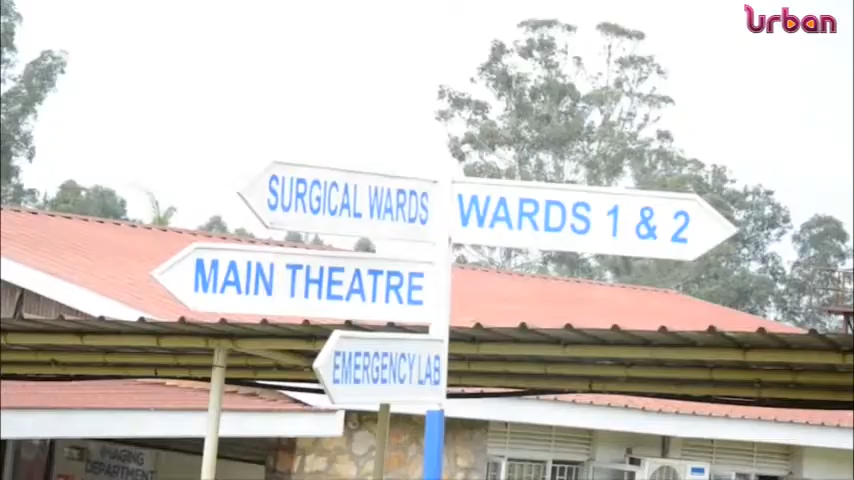 urban
SURGICAL WARDS
WARDS 1 & 2
MAIN THEATRE
EMERGENCY LAB
IMAGING
DEPARTMENT